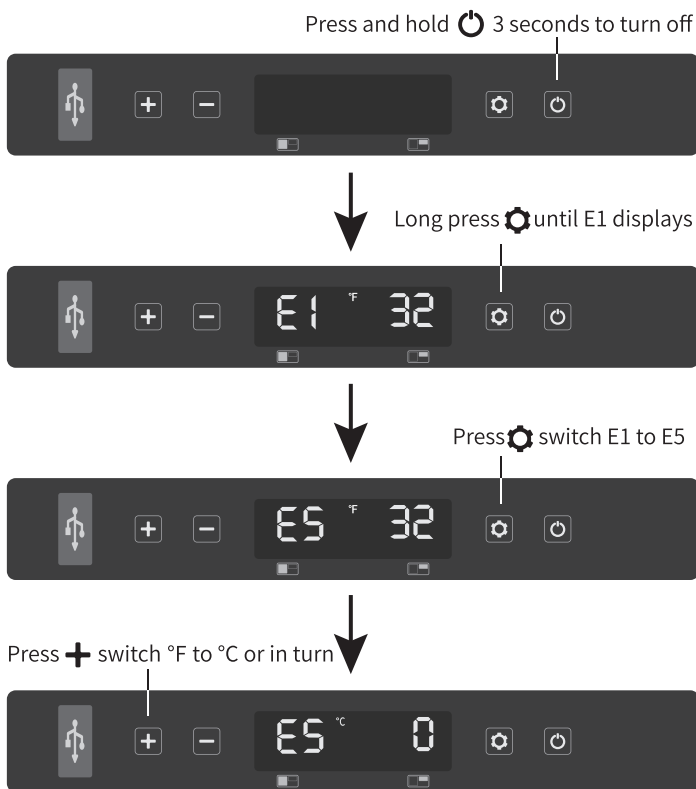 Press and hold 3 seconds to turn off
Long press until E1 displays
E1 °F 32
Press switch E1 to E5
E5 °F 32
Press + switch °F to °C or in turn
E5 °C 0